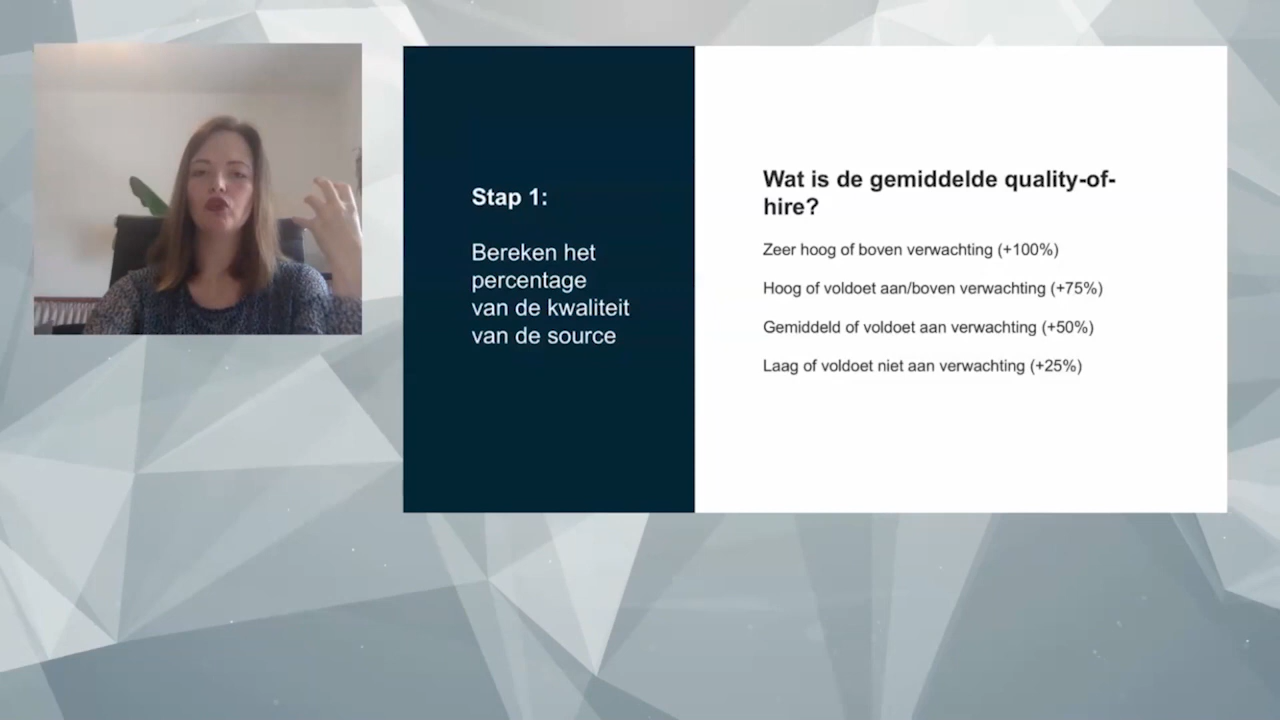 Stap 1:
Bereken het
percentage
van de kwaliteit
van de source
Wat is de gemiddelde quality-of-
hire?
Zeer hoog of boven verwachting (+100%)
Hoog of voldoet aan/boven verwachting (+75%)
Gemiddeld of voldoet aan verwachting (+50%)
Laag of voldoet niet aan verwachting (+25%)